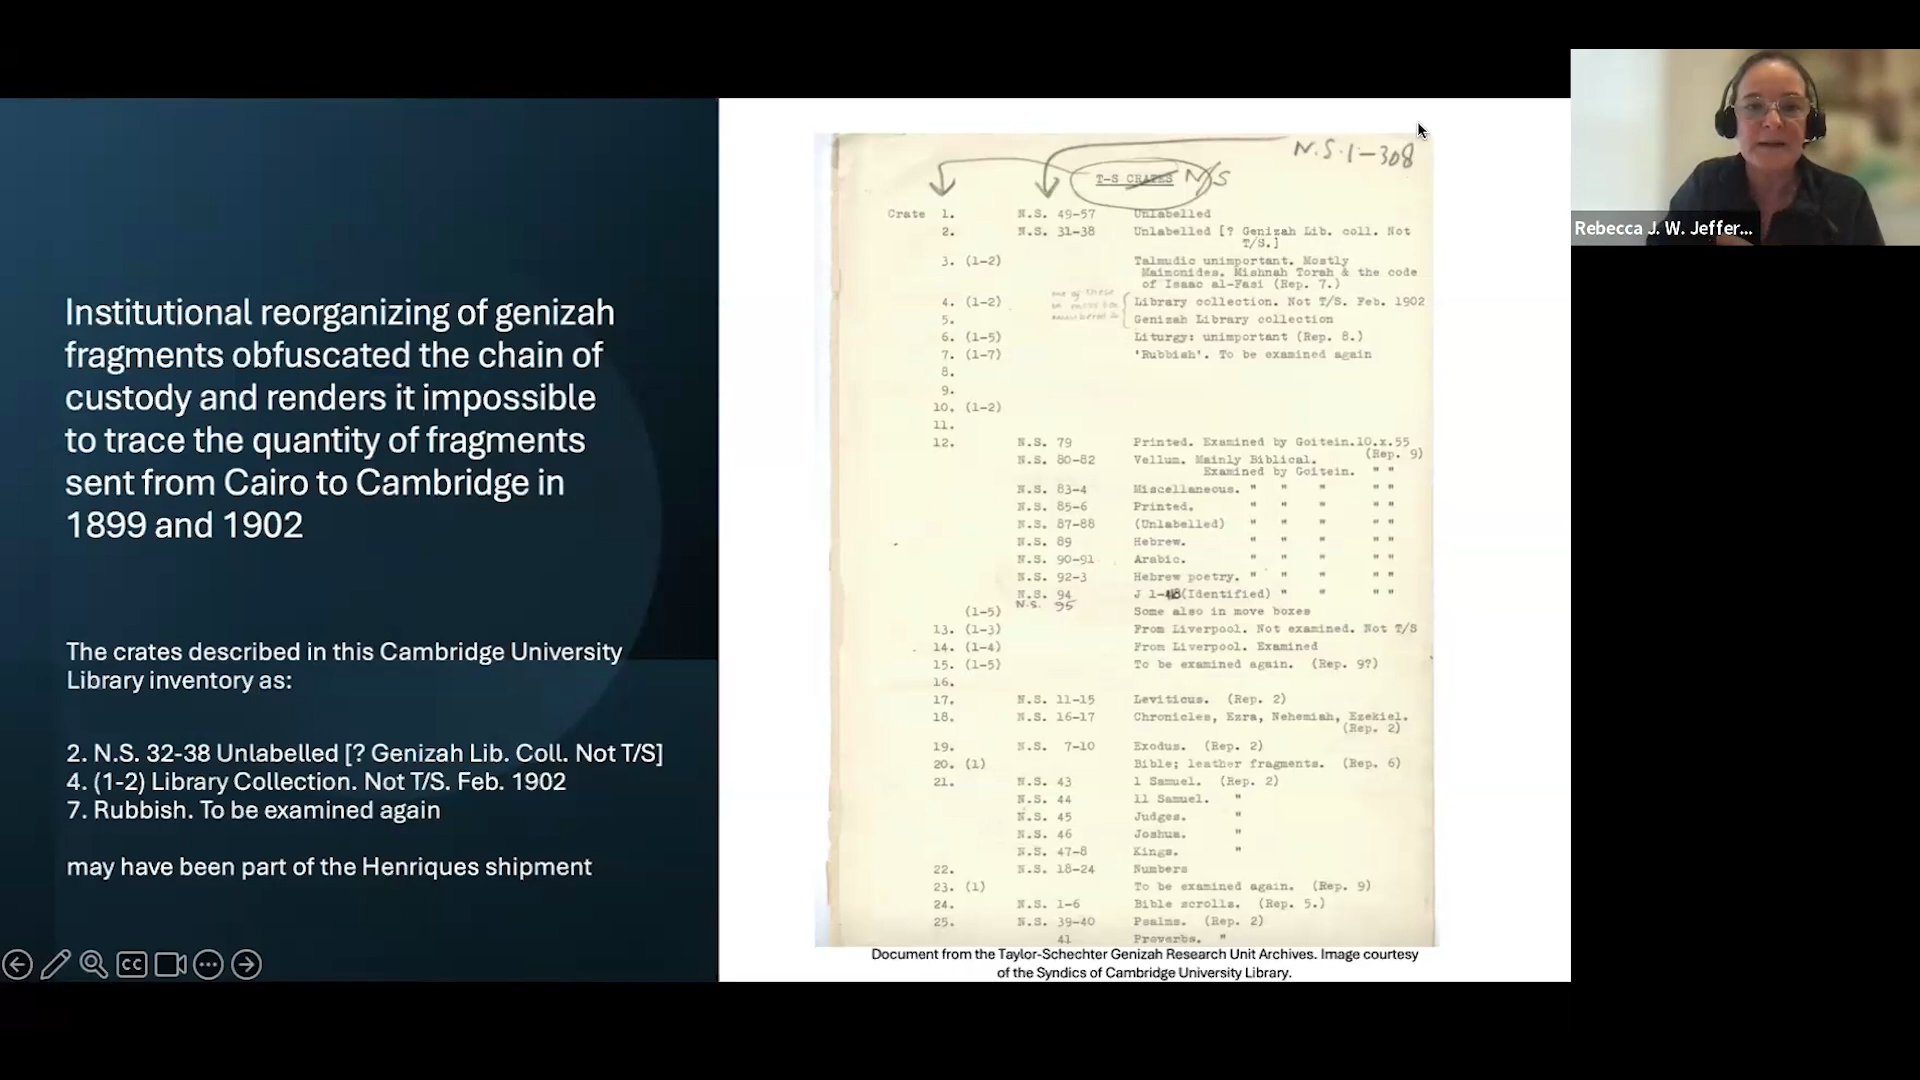 Institutional reorganizing of genizah
fragments obfuscated the chain of
custody and renders it impossible
to trace the quantity of fragments
sent from Cairo to Cambridge in
1899 and 1902
The crates described in this Cambridge University
Library inventory as:
2. N.S. 32-38 Unlabelled [? Genizah Lib. Coll. Not T/S]
4. (1-2) Library Collection. Not T/S. Feb. 1902
7. Rubbish. To be examined again
may have been part of the Henriques shipment
N.S. 1-308
T-S CRATES N/S
Crate 1. N.S. 49-57 Unlabelled
2. N.S. 31-38 Unlabelled [? Genizah Lib. coll. Not
T/S.]
3. (1-2) Talmudic unimportant. Mostly
Maimonides. Mishnah Torah & the code
of Isaac al-Fasi (Rep. 7.)
4. (1-2) Library collection. Not T/S. Feb. 1902
5. Genizah Library collection
6. (1-5) Liturgy: unimportant (Rep. 8.)
7. (1-7) 'Rubbish'. To be examined again
8.
9.
10. (1-2)
11.
12. N.S. 79 Printed. Examined by Goitein.10.x.55
(Rep. 9)
N.S. 80-82 Vellum. Mainly Biblical.
Examined by Goitein. " "
N.S. 83-4 Miscellaneous. " " " " "
N.S. 85-6 Printed. " " " " "
N.S. 87-88 (Unlabelled) " " " " "
N.S. 89 Hebrew. " " " " "
N.S. 90-91 Arabic. " " " " "
N.S. 92-3 Hebrew poetry. " " " " "
N.S. 94 J (Identified) " " " "
N.S. 95
(1-5) Some also in move boxes
13. (1-3) From Liverpool. Not examined. Not T/S
14. (1-4) From Liverpool. Examined
15. (1-5) To be examined again. (Rep. 9?)
16.
17. N.S. 11-15 Leviticus. (Rep. 2)
18. N.S. 16-17 Chronicles, Ezra, Nehemiah, Ezekiel.
(Rep. 2)
19. N.S. 7-10 Exodus. (Rep. 2)
20. (1) Bible; leather fragments. (Rep. 6)
21. N.S. 43 1 Samuel. (Rep. 2)
N.S. 44 11 Samuel. "
N.S. 45 Judges. "
N.S. 46 Joshua. "
N.S. 47-8 Kings. "
22. N.S. 18-24 Numbers
23. (1) To be examined again. (Rep. 9)
24. N.S. 1-6 Bible scrolls. (Rep. 5.)
25. N.S. 39-40 Psalms. (Rep. 2)
41 Proverbs. "
Document from the Taylor-Schechter Genizah Research Unit Archives. Image courtesy
of the Syndics of Cambridge University Library.
Rebecca J. W. Jeffer...
CC